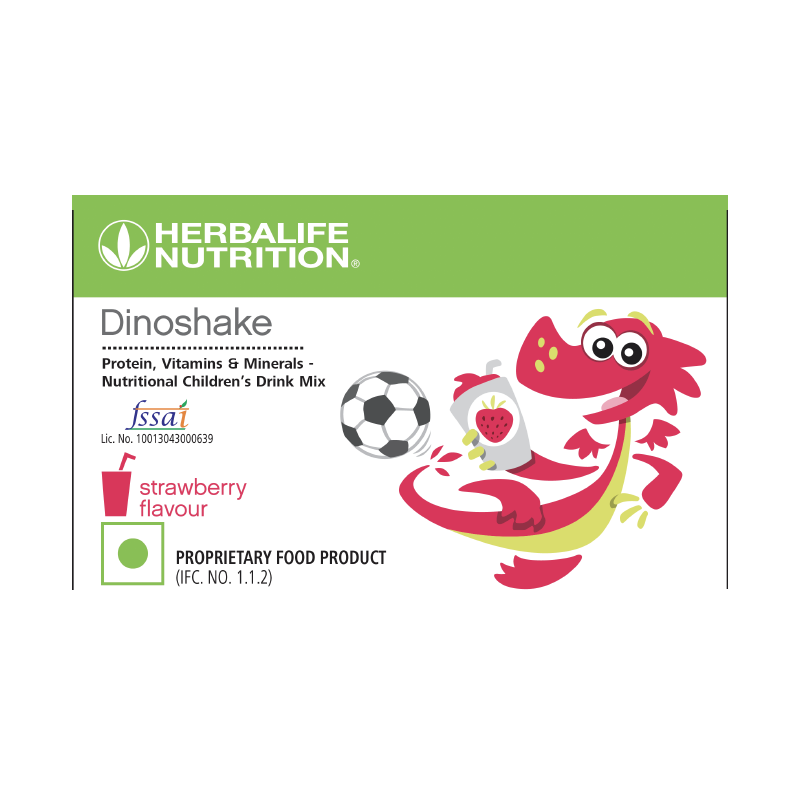 HERBALIFE
NUTRITION®
Dinoshake
Protein, Vitamins & Minerals -
Nutritional Children's Drink Mix
fssai
Lic. No. 10013043000639
strawberry
flavour
PROPRIETARY FOOD PRODUCT
(IFC. NO. 1.1.2)